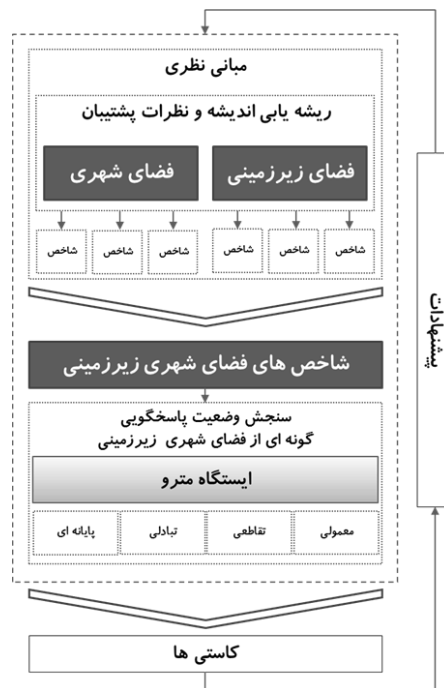 مبانی نظری
ریشه یابی اندیشه و نظرات پشتیبان
فضای زیرزمینی
فضای شهری
شاخص
شاخص
شاخص
شاخص
شاخص
شاخص
شاخص های فضای شهری زیرزمینی
سنجش وضعیت پاسخگویی
گونه ای از فضای شهری زیرزمینی
ایستگاه مترو
معمولی
تقاطعی
تبادلی
پایانه ای
کاستی ها
پیشنهادات